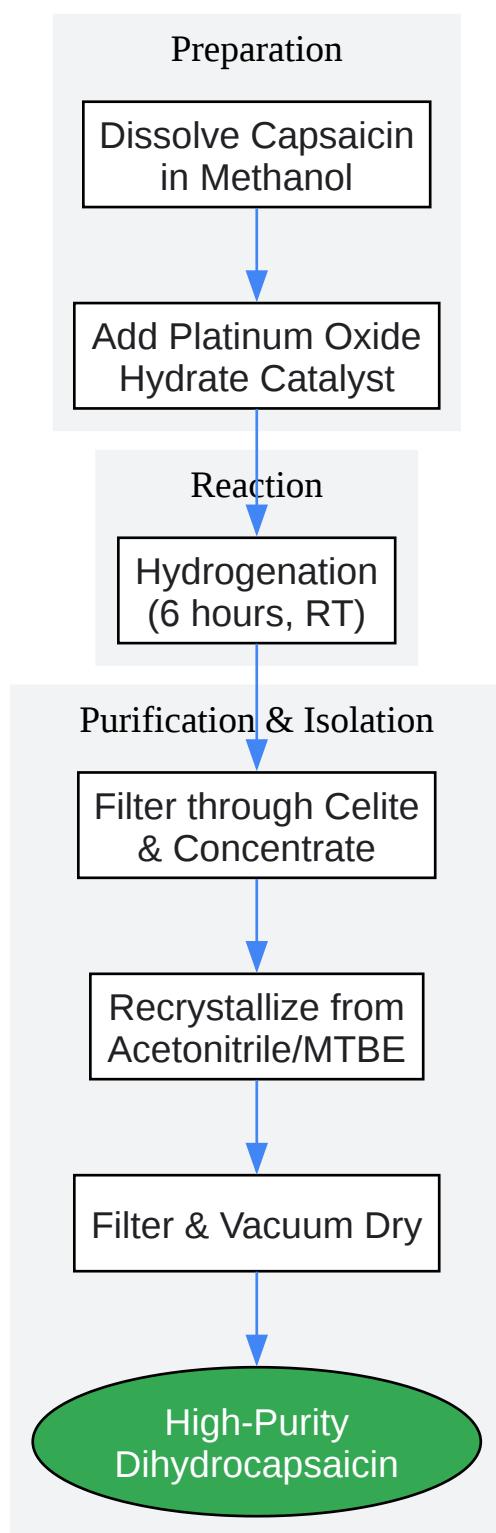 Preparation
Dissolve Capsaicin
in Methanol
Add Platinum Oxide
Hydrate Catalyst
Reaction
Hydrogenation
(6 hours, RT)
Purification & Isolation
Filter through Celite
& Concentrate
Recrystallize from
Acetonitrile/MTBE
Filter & Vacuum Dry
High-Purity
Dihydrocapsaicin